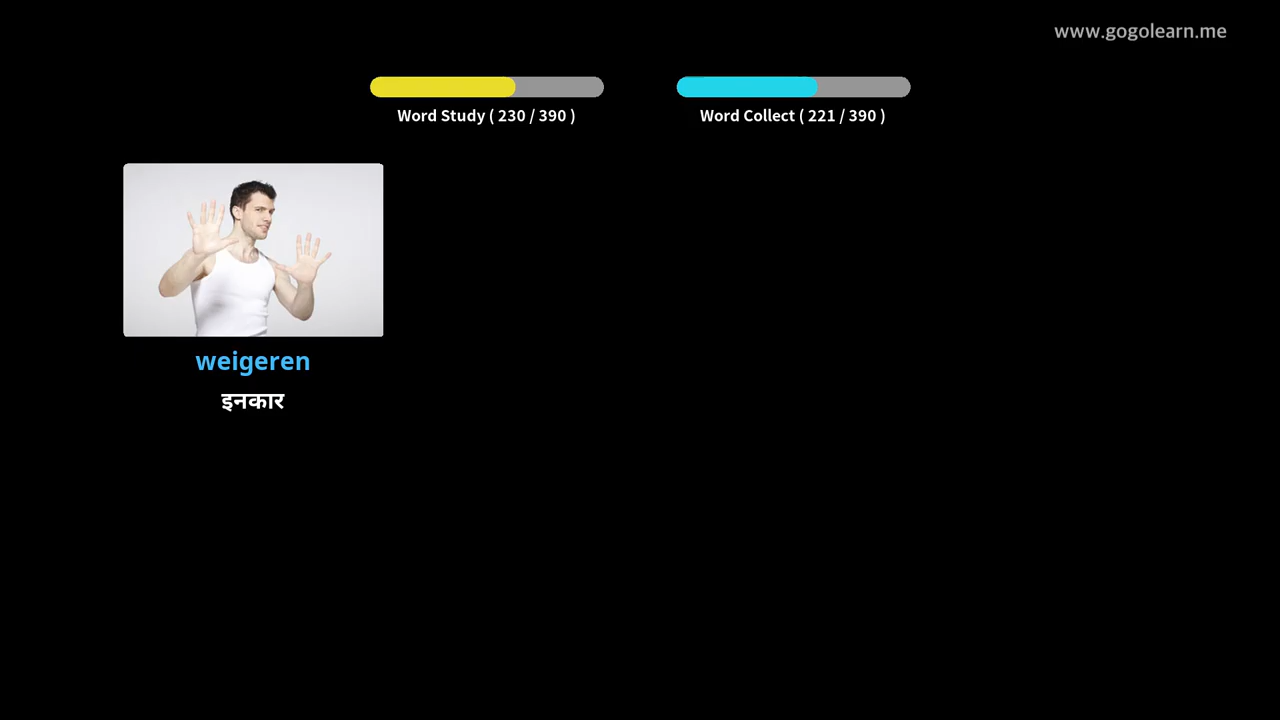 www.gogolearn.me
Word Study ( 230 / 390 )
Word Collect ( 221 / 390 )
weigeren
इनकार